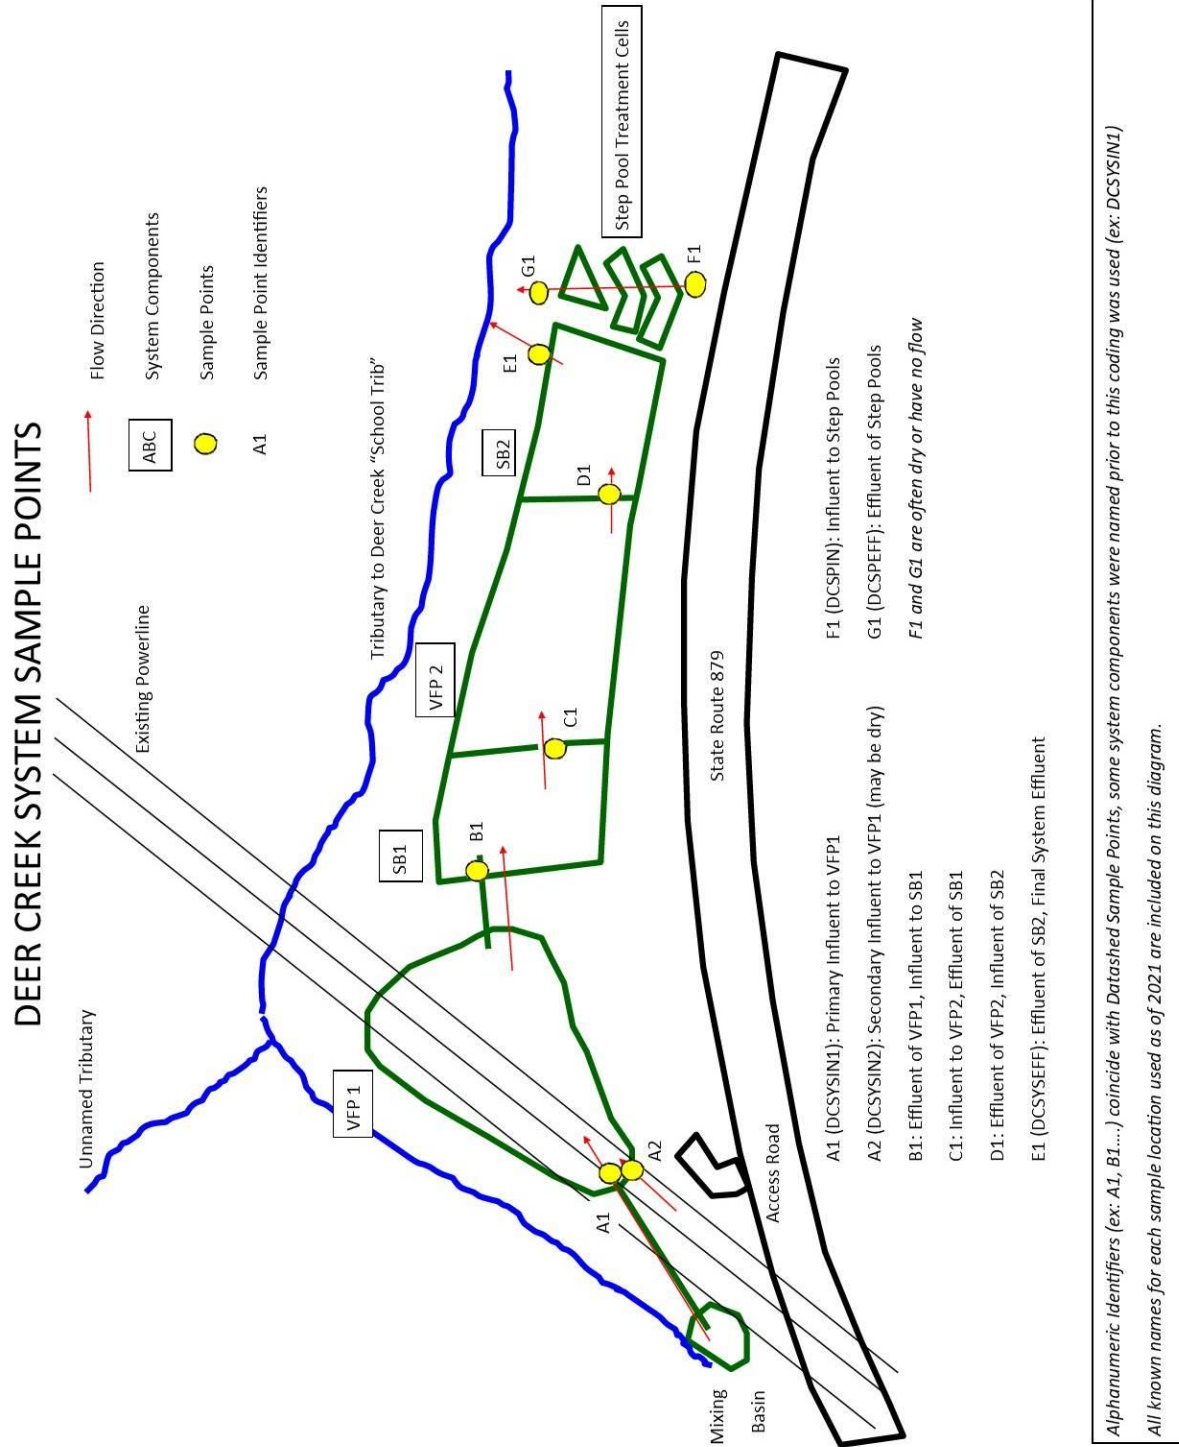 DEER CREEK SYSTEM SAMPLE POINTS
Flow Direction
ABC
System Components
Sample Points
A1
Sample Point Identifiers
Existing Powerline
Unnamed Tributary
Tributary to Deer Creek “School Trib”
VFP 1
SB1
VFP 2
SB2
Step Pool Treatment Cells
A1
A2
B1
C1
D1
E1
G1
F1
Mixing
Basin
Access Road
State Route 879
A1 (DCSYSIN1): Primary Influent to VFP1
A2 (DCSYSIN2): Secondary Influent to VFP1 (may be dry)
B1: Effluent of VFP1, Influent to SB1
C1: Influent to VFP2, Effluent of SB1
D1: Effluent of VFP2, Influent of SB2
E1 (DCSYSEFF): Effluent of SB2, Final System Effluent
F1 (DCSPIN): Influent to Step Pools
G1 (DCSPEFF): Effluent of Step Pools
F1 and G1 are often dry or have no flow
Alphanumeric Identifiers (ex: A1, B1....) coincide with Datashed Sample Points, some system components were named prior to this coding was used (ex: DCSYSIN1)
All known names for each sample location used as of 2021 are included on this diagram.